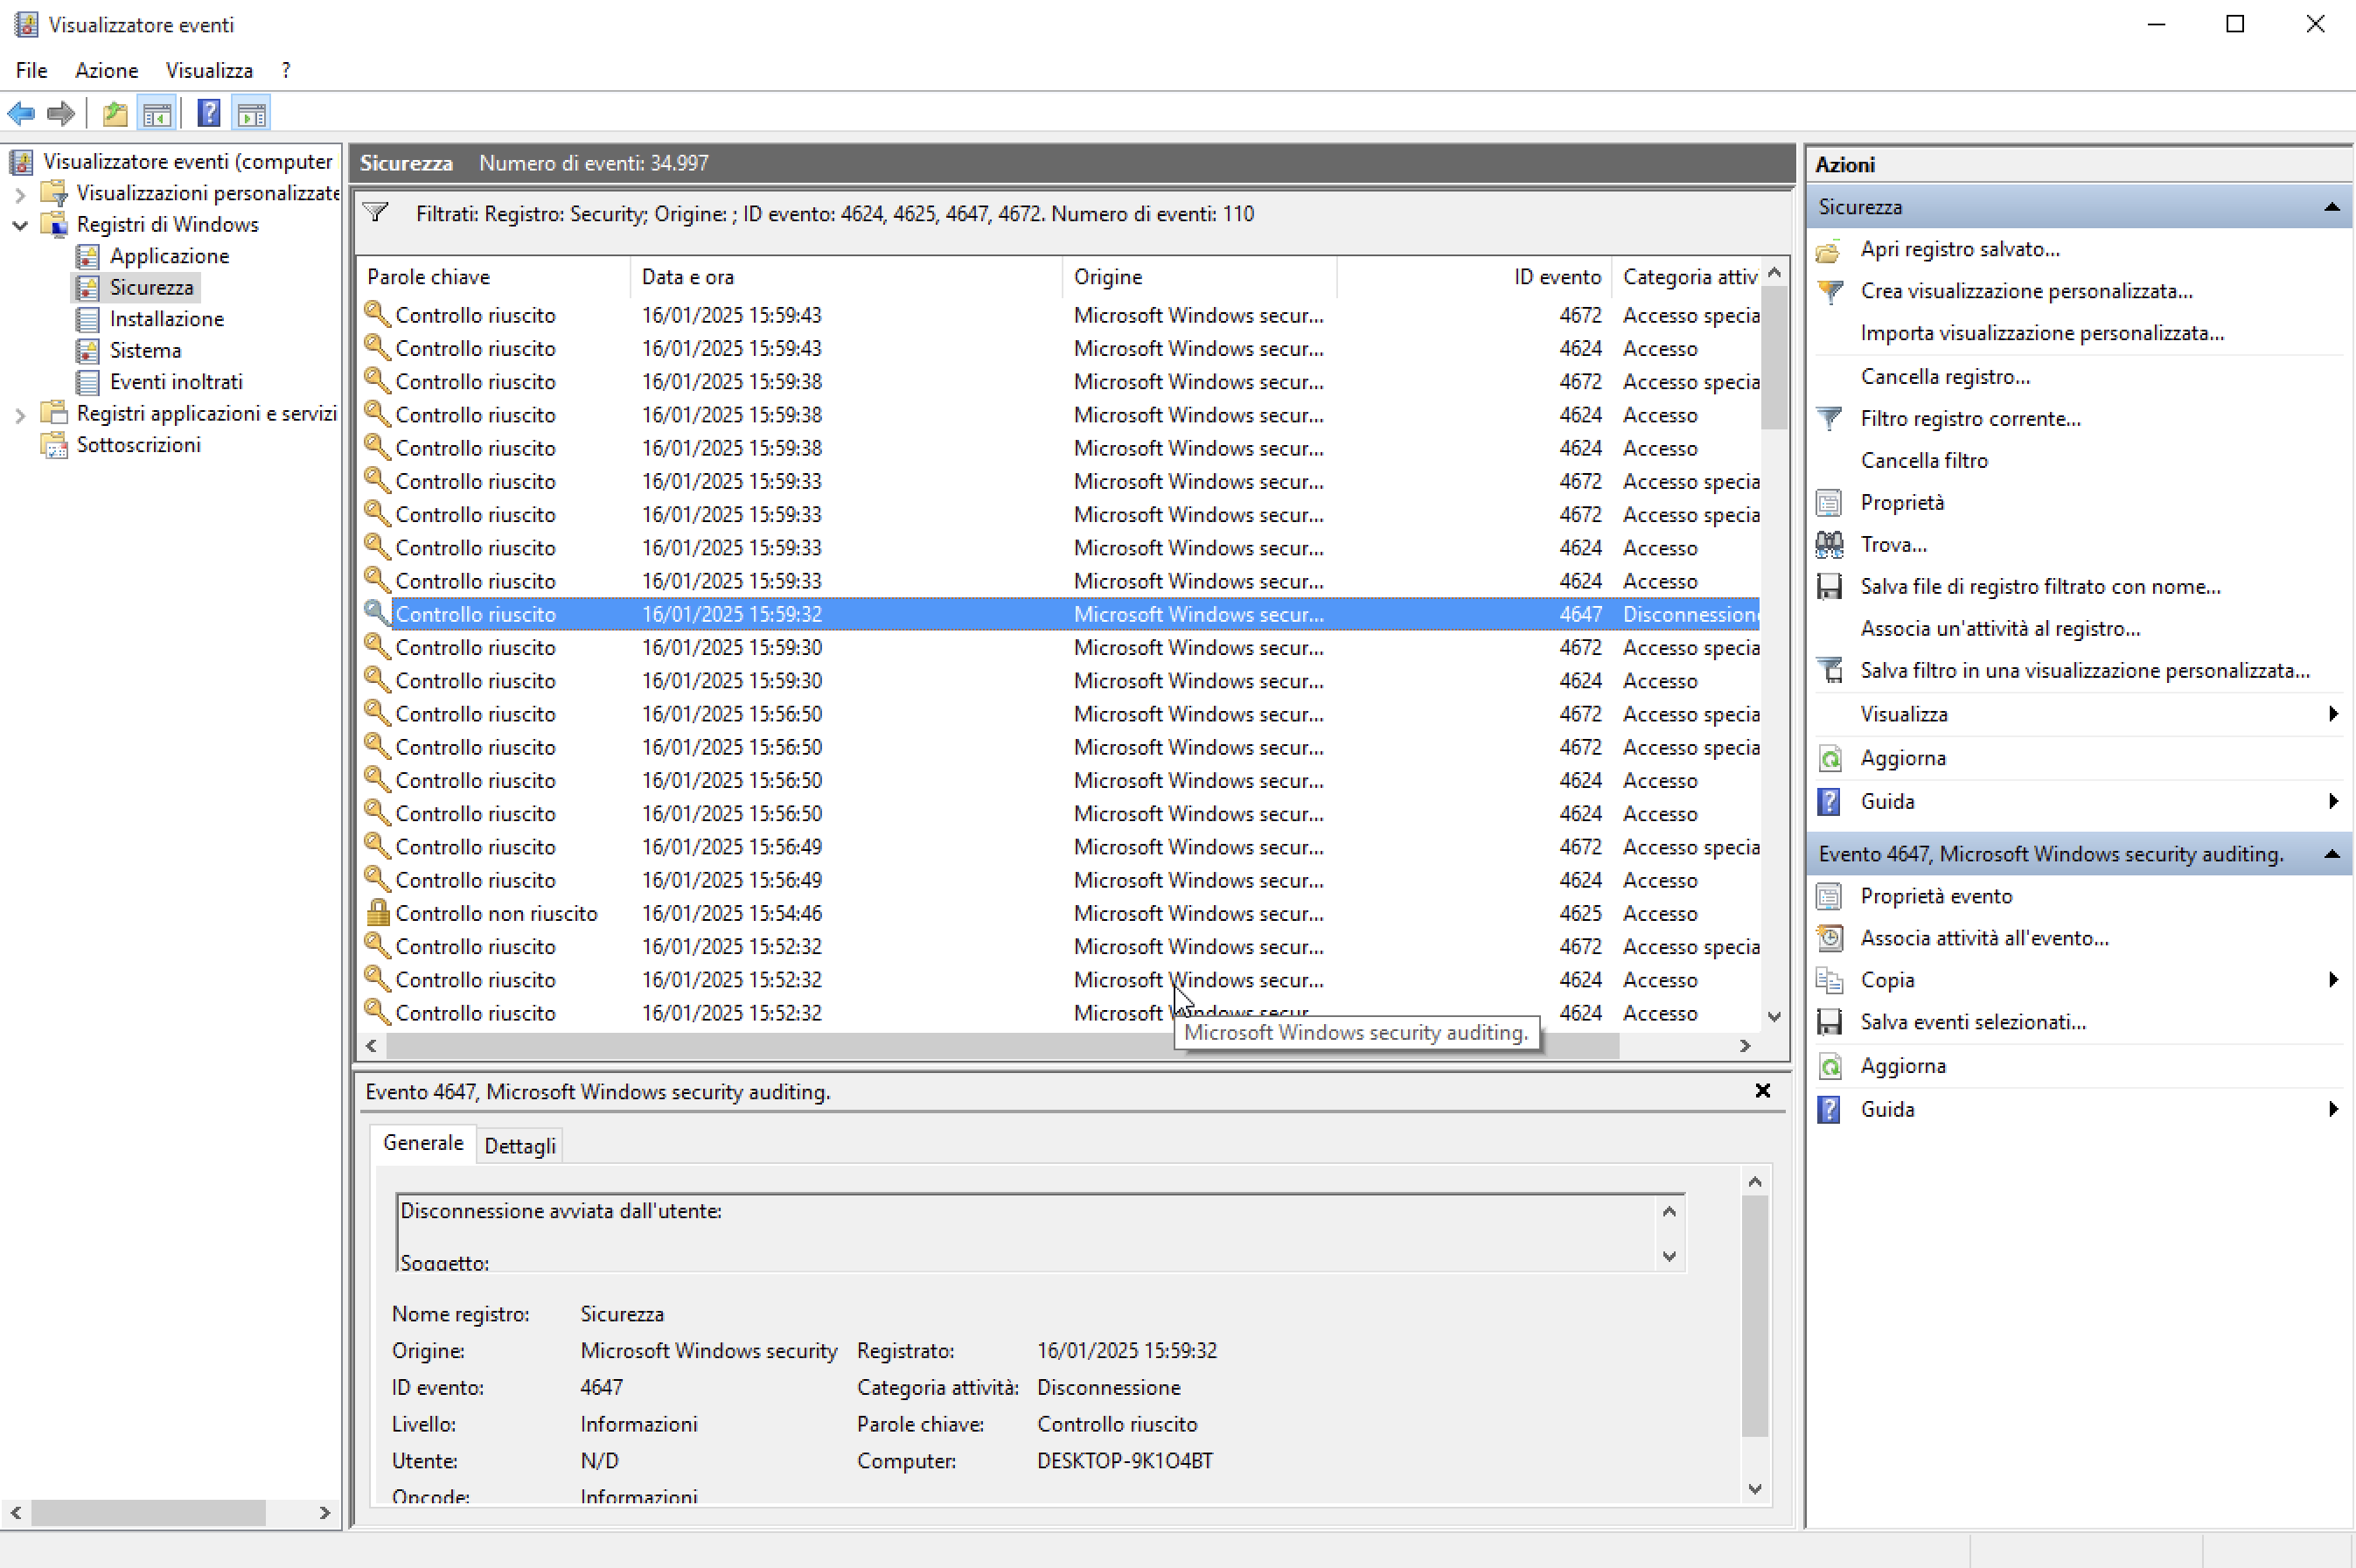 Visualizzatore eventi
File Azione Visualizza ?
Visualizzatore eventi (computer
Visualizzazioni personalizzate
Registri di Windows
Applicazione
Sicurezza
Installazione
Sistema
Eventi inoltrati
Registri applicazioni e servizi
Sottoscrizioni
Sicurezza Numero di eventi: 34.997
Filtrati: Registro: Security; Origine: ; ID evento: 4624, 4625, 4647, 4672. Numero di eventi: 110
Parole chiave Data e ora Origine ID evento Categoria attiv
Controllo riuscito 16/01/2025 15:59:43 Microsoft Windows secur... 4672 Accesso specia
Controllo riuscito 16/01/2025 15:59:43 Microsoft Windows secur... 4624 Accesso
Controllo riuscito 16/01/2025 15:59:38 Microsoft Windows secur... 4672 Accesso specia
Controllo riuscito 16/01/2025 15:59:38 Microsoft Windows secur... 4624 Accesso
Controllo riuscito 16/01/2025 15:59:38 Microsoft Windows secur... 4624 Accesso
Controllo riuscito 16/01/2025 15:59:33 Microsoft Windows secur... 4672 Accesso specia
Controllo riuscito 16/01/2025 15:59:33 Microsoft Windows secur... 4672 Accesso specia
Controllo riuscito 16/01/2025 15:59:33 Microsoft Windows secur... 4624 Accesso
Controllo riuscito 16/01/2025 15:59:33 Microsoft Windows secur... 4624 Accesso
Controllo riuscito 16/01/2025 15:59:32 Microsoft Windows secur... 4647 Disconnession
Controllo riuscito 16/01/2025 15:59:30 Microsoft Windows secur... 4672 Accesso specia
Controllo riuscito 16/01/2025 15:59:30 Microsoft Windows secur... 4624 Accesso
Controllo riuscito 16/01/2025 15:56:50 Microsoft Windows secur... 4672 Accesso specia
Controllo riuscito 16/01/2025 15:56:50 Microsoft Windows secur... 4672 Accesso specia
Controllo riuscito 16/01/2025 15:56:50 Microsoft Windows secur... 4624 Accesso
Controllo riuscito 16/01/2025 15:56:50 Microsoft Windows secur... 4624 Accesso
Controllo riuscito 16/01/2025 15:56:49 Microsoft Windows secur... 4672 Accesso specia
Controllo riuscito 16/01/2025 15:56:49 Microsoft Windows secur... 4624 Accesso
Controllo non riuscito 16/01/2025 15:54:46 Microsoft Windows secur... 4625 Accesso
Controllo riuscito 16/01/2025 15:52:32 Microsoft Windows secur... 4672 Accesso specia
Controllo riuscito 16/01/2025 15:52:32 Microsoft Windows secur... 4624 Accesso
Controllo riuscito 16/01/2025 15:52:32 Microsoft Windows secur... 4624 Accesso
Microsoft Windows security auditing.
Evento 4647, Microsoft Windows security auditing.
Generale Dettagli
Disconnessione avviata dall'utente:
Soggetto:
Nome registro: Sicurezza
Origine: Microsoft Windows security Registrato: 16/01/2025 15:59:32
ID evento: 4647 Categoria attività: Disconnessione
Livello: Informazioni Parole chiave: Controllo riuscito
Utente: N/D Computer: DESKTOP-9K1O4BT
Opcode: Informazioni
Azioni
Sicurezza
Apri registro salvato...
Crea visualizzazione personalizzata...
Importa visualizzazione personalizzata...
Cancella registro...
Filtro registro corrente...
Cancella filtro
Proprietà
Trova...
Salva file di registro filtrato con nome...
Associa un'attività al registro...
Salva filtro in una visualizzazione personalizzata...
Visualizza
Aggiorna
Guida
Evento 4647, Microsoft Windows security auditing.
Proprietà evento
Associa attività all'evento...
Copia
Salva eventi selezionati...
Aggiorna
Guida